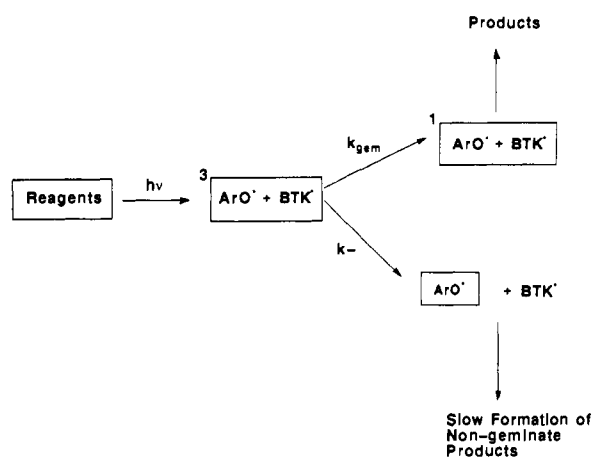 Products
1
ArO· + BTK·
kgem
3
Reagents
hν
ArO· + BTK·
k–
ArO·
+ BTK·
Slow Formation of
Non-geminate
Products